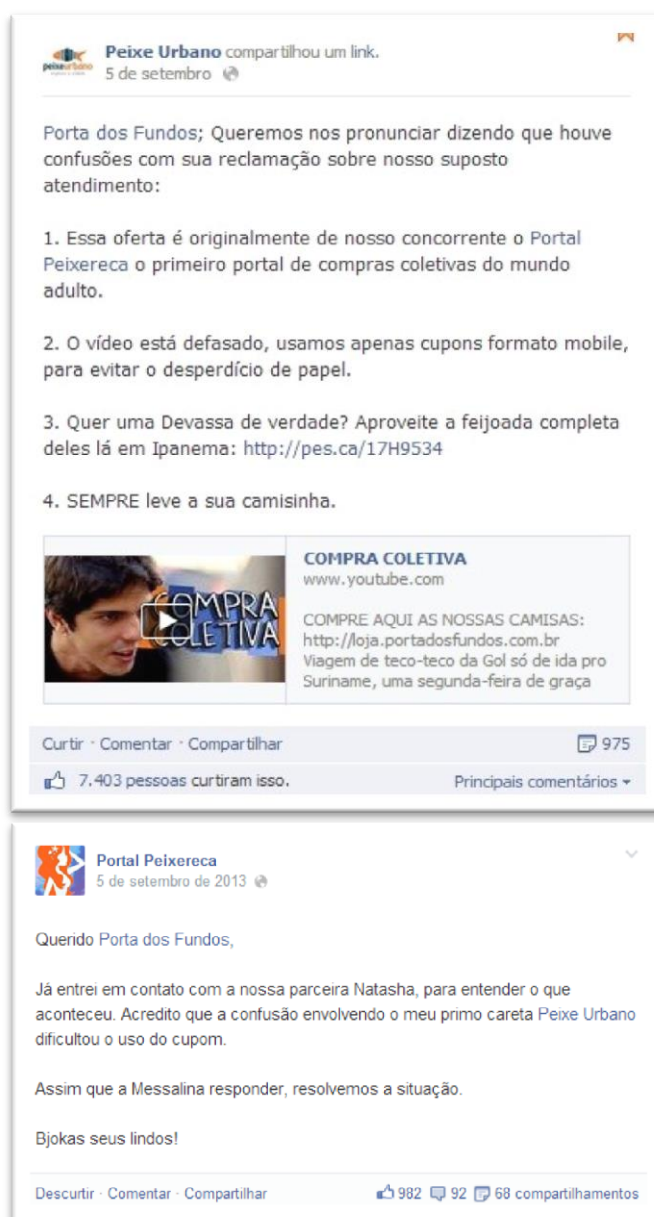 peixeurbano
Peixe Urbano compartilhou um link.
5 de setembro
Porta dos Fundos; Queremos nos pronunciar dizendo que houve
confusões com sua reclamação sobre nosso suposto
atendimento:
1. Essa oferta é originalmente de nosso concorrente o Portal
Peixereca o primeiro portal de compras coletivas do mundo
adulto.
2. O vídeo está defasado, usamos apenas cupons formato mobile,
para evitar o desperdício de papel.
3. Quer uma Devassa de verdade? Aproveite a feijoada completa
deles lá em Ipanema: http://pes.ca/17H9534
4. SEMPRE leve a sua camisinha.
COMPRA
COLETIVA
COMPRA COLETIVA
www.youtube.com
COMPRE AQUI AS NOSSAS CAMISAS:
http://loja.portadosfundos.com.br
Viagem de teco-teco da Gol só de ida pro
Suriname, uma segunda-feira de graça
Curtir · Comentar · Compartilhar 975
7.403 pessoas curtiram isso. Principais comentários
Portal Peixereca
5 de setembro de 2013
Querido Porta dos Fundos,
Já entrei em contato com a nossa parceira Natasha, para entender o que
aconteceu. Acredito que a confusão envolvendo o meu primo careta Peixe Urbano
dificultou o uso do cupom.
Assim que a Messalina responder, resolvemos a situação.
Bjokas seus lindos!
Descurtir · Comentar · Compartilhar 982 92 68 compartilhamentos